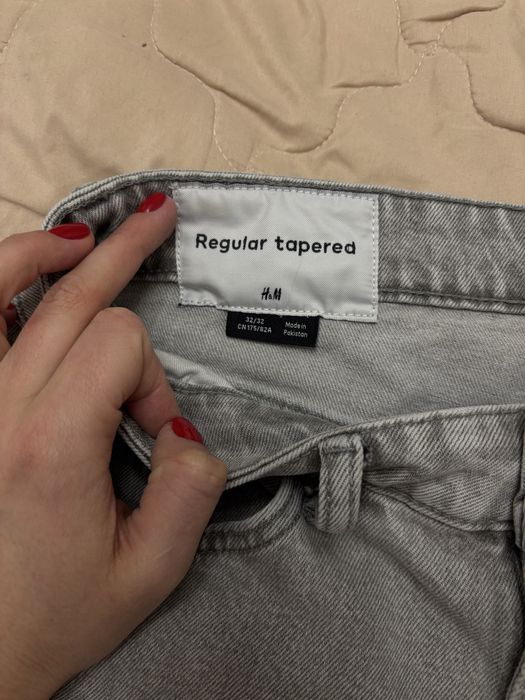 Regular tapered
H&M
32/32
CN 175/82A
Made in
Pakistan